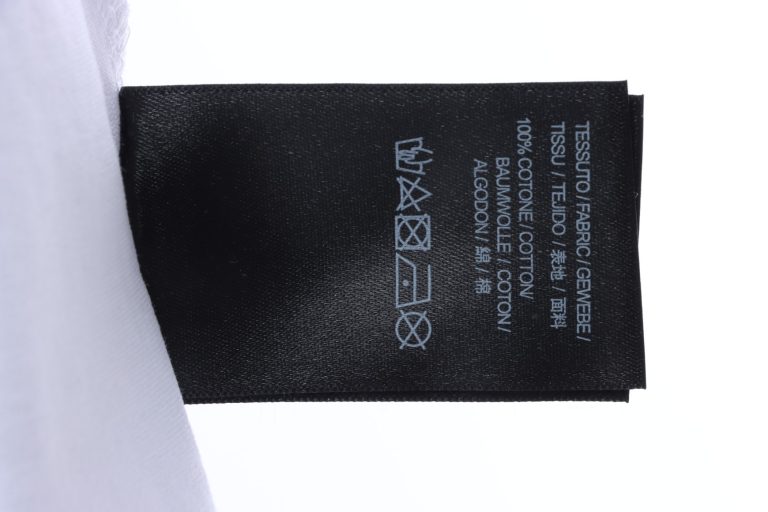 TESSUTO / FABRIC / GEWEBE /
TISSU / TEJIDO / 表地 / 面料
100% COTONE / COTTON/
BAUMWOLLE / COTON /
ALGODON / 綿 / 棉